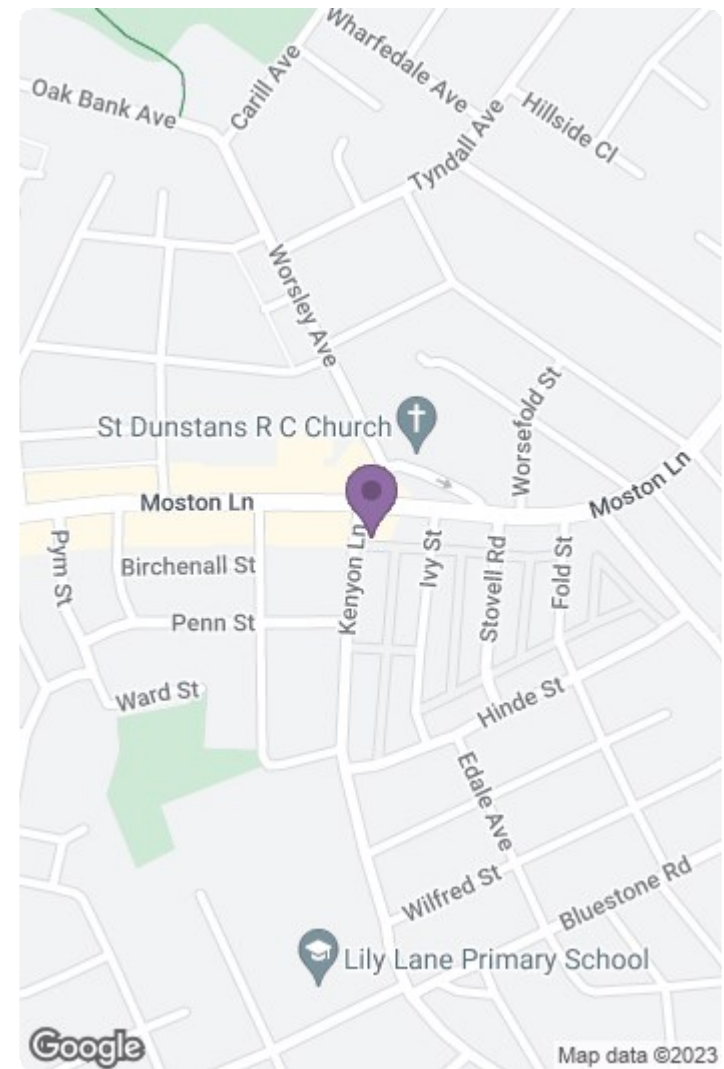 Wharfedale Ave
Carill Ave
Oak Bank Ave
Hillside Cl
Tyndall Ave
Worsley Ave
Worsefold St
St Dunstans R C Church
Moston Ln
Moston Ln
Pym St
Kenyon Ln
Ivy St
Stovell Rd
Fold St
Birchenall St
Penn St
Ward St
Hinde St
Edale Ave
Wilfred St
Bluestone Rd
Lily Lane Primary School
Google
Map data ©2023